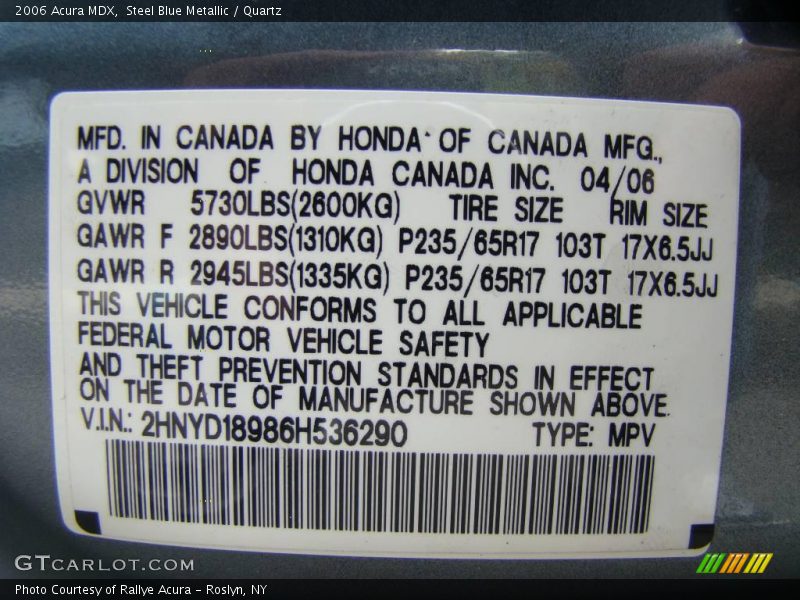 2006 Acura MDX, Steel Blue Metallic / Quartz
MFD. IN CANADA BY HONDA OF CANADA MFG.,
A DIVISION OF HONDA CANADA INC. 04/06
GVWR 5730LBS(2600KG) TIRE SIZE RIM SIZE
GAWR F 2890LBS(1310KG) P235/65R17 103T 17X6.5JJ
GAWR R 2945LBS(1335KG) P235/65R17 103T 17X6.5JJ
THIS VEHICLE CONFORMS TO ALL APPLICABLE
FEDERAL MOTOR VEHICLE SAFETY
AND THEFT PREVENTION STANDARDS IN EFFECT
ON THE DATE OF MANUFACTURE SHOWN ABOVE.
V.I.N.: 2HNYD18986H536290 TYPE: MPV
GTCARLOT.COM
Photo Courtesy of Rallye Acura - Roslyn, NY